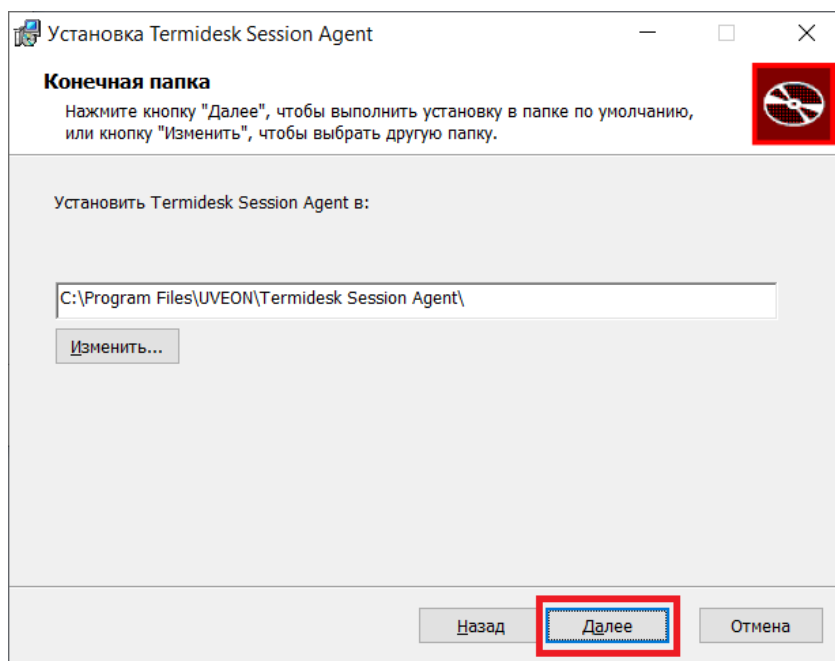 Установка Termidesk Session Agent
Конечная папка
Нажмите кнопку "Далее", чтобы выполнить установку в папке по умолчанию,
или кнопку "Изменить", чтобы выбрать другую папку.
Установить Termidesk Session Agent в:
C:\Program Files\UVEON\Termidesk Session Agent\
Изменить...
Назад Далее Отмена